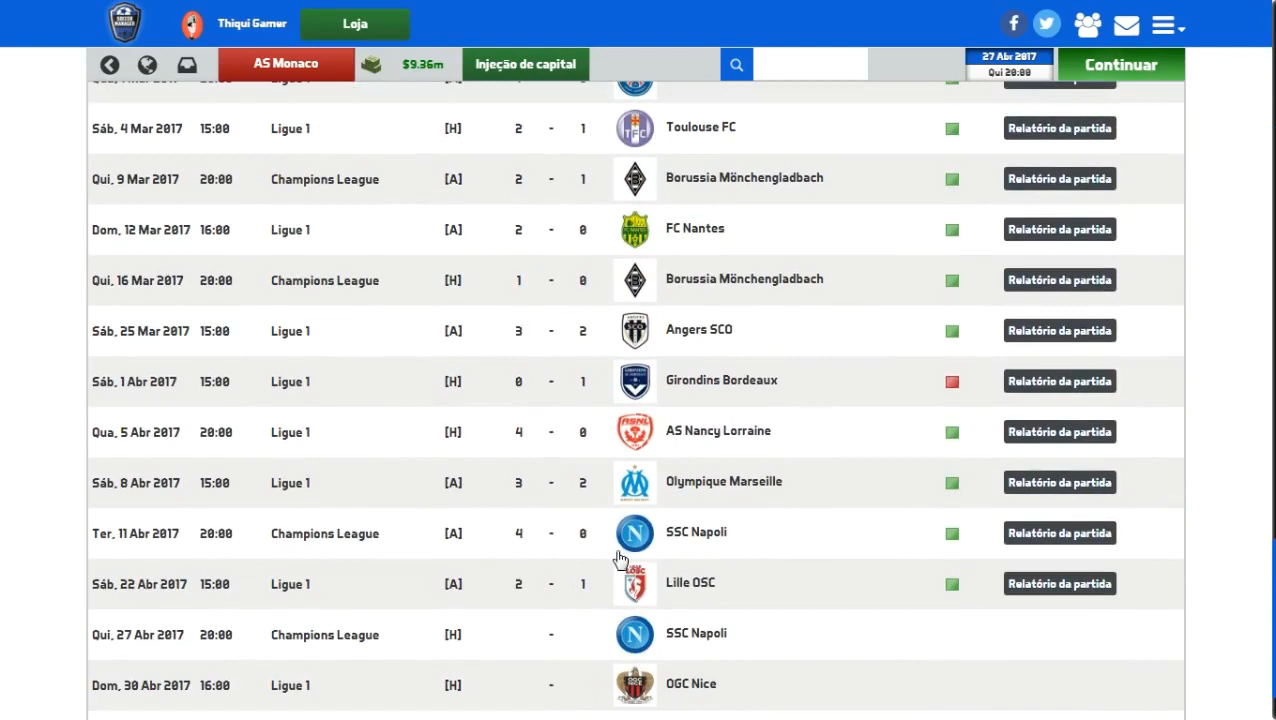 SOCCER MANAGER
Thiqui Gamer
Loja
AS Monaco
$9.36m
Injeção de capital
27 Abr 2017
Qui 20:00
Continuar
Sáb, 4 Mar 2017 15:00 Ligue 1 [H] 2 - 1 TFC Toulouse FC Relatório da partida
Qui, 9 Mar 2017 20:00 Champions League [A] 2 - 1 Borussia Mönchengladbach Relatório da partida
Dom, 12 Mar 2017 16:00 Ligue 1 [A] 2 - 0 FC Nantes Relatório da partida
Qui, 16 Mar 2017 20:00 Champions League [H] 1 - 0 Borussia Mönchengladbach Relatório da partida
Sáb, 25 Mar 2017 15:00 Ligue 1 [A] 3 - 2 SCO Angers SCO Relatório da partida
Sáb, 1 Abr 2017 15:00 Ligue 1 [H] 0 - 1 Girondins Bordeaux Relatório da partida
Qua, 5 Abr 2017 20:00 Ligue 1 [H] 4 - 0 ASNL AS Nancy Lorraine Relatório da partida
Sáb, 8 Abr 2017 15:00 Ligue 1 [A] 3 - 2 Olympique Marseille Relatório da partida
Ter, 11 Abr 2017 20:00 Champions League [A] 4 - 0 N SSC Napoli Relatório da partida
Sáb, 22 Abr 2017 15:00 Ligue 1 [A] 2 - 1 LOSC Lille OSC Relatório da partida
Qui, 27 Abr 2017 20:00 Champions League [H] - N SSC Napoli
Dom, 30 Abr 2017 16:00 Ligue 1 [H] - OGC Nice